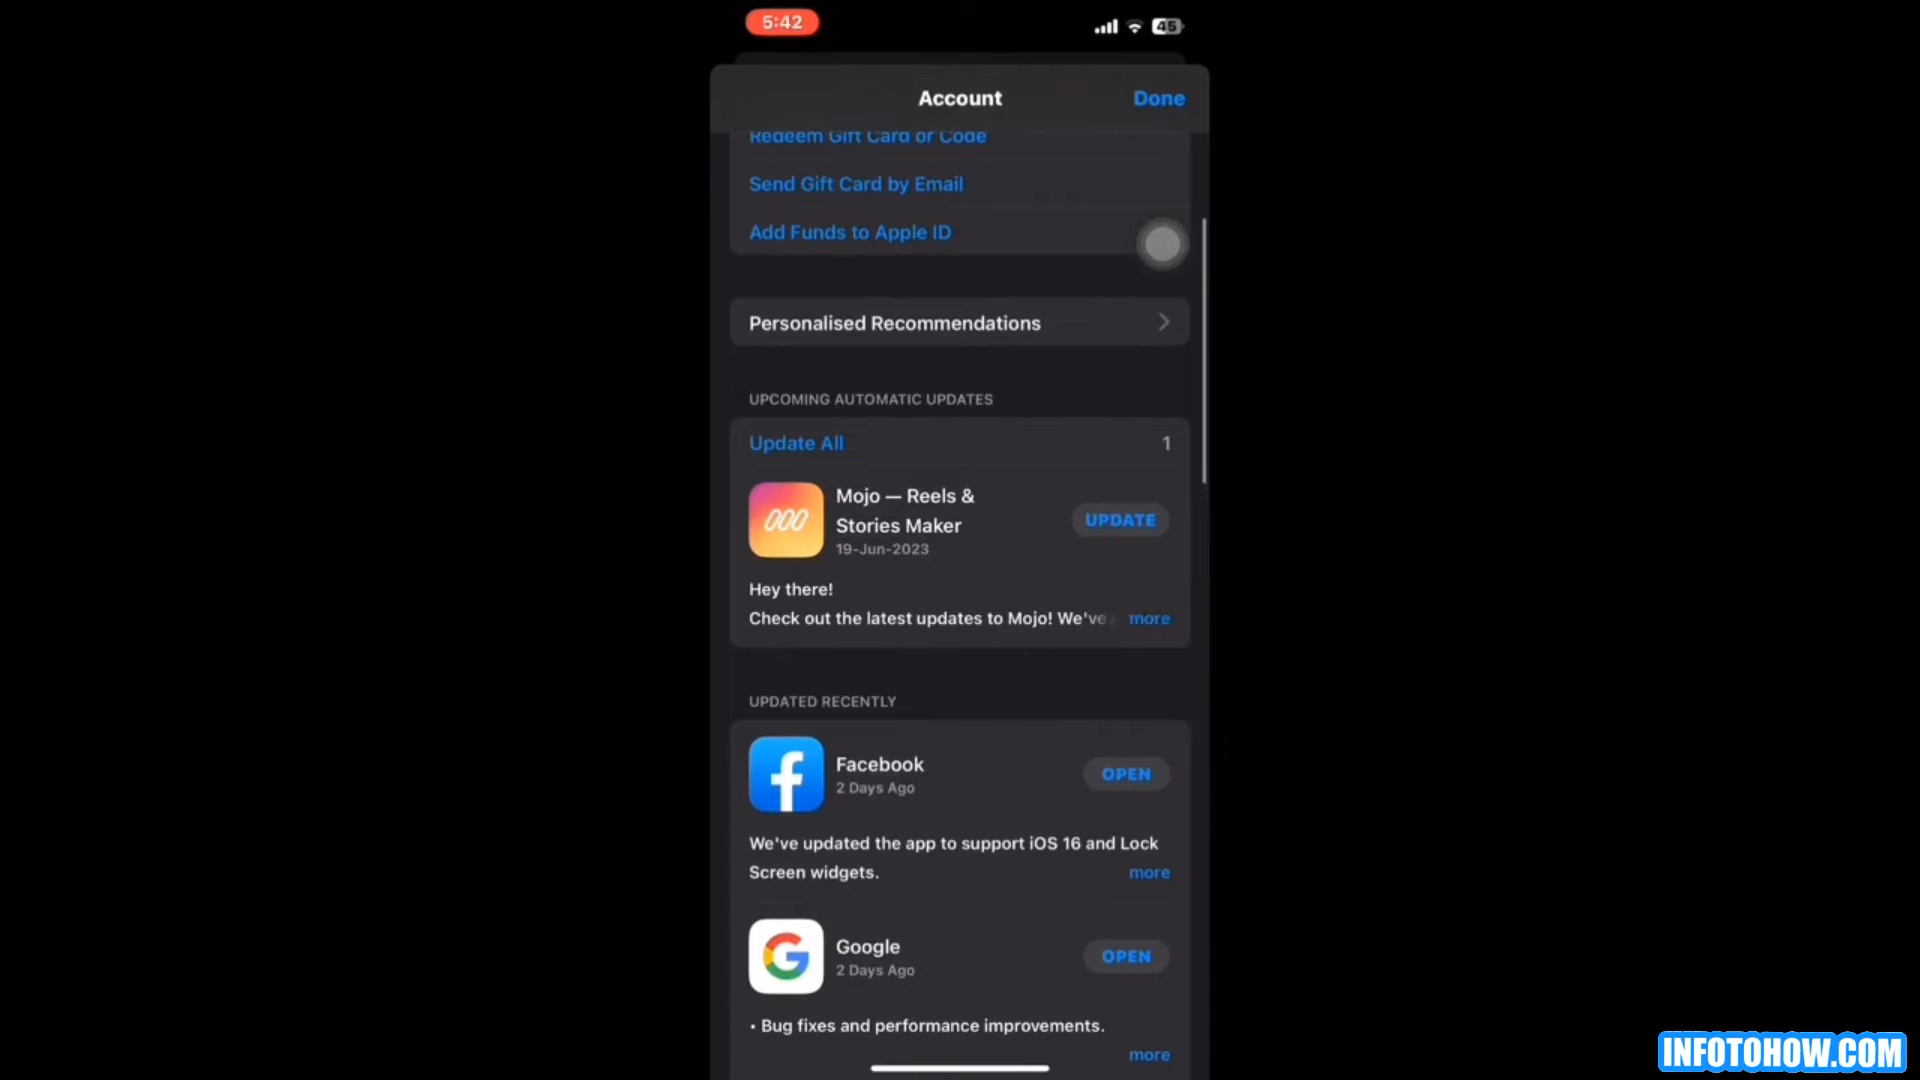 5:42
45
Account
Done
Redeem Gift Card or Code
Send Gift Card by Email
Add Funds to Apple ID
Personalised Recommendations
UPCOMING AUTOMATIC UPDATES
Update All
1
Mojo — Reels &
Stories Maker
19-Jun-2023
UPDATE
Hey there!
Check out the latest updates to Mojo! We've
more
UPDATED RECENTLY
Facebook
2 Days Ago
OPEN
We've updated the app to support iOS 16 and Lock
Screen widgets.
more
Google
2 Days Ago
OPEN
• Bug fixes and performance improvements.
more
INFOTOHOW.COM